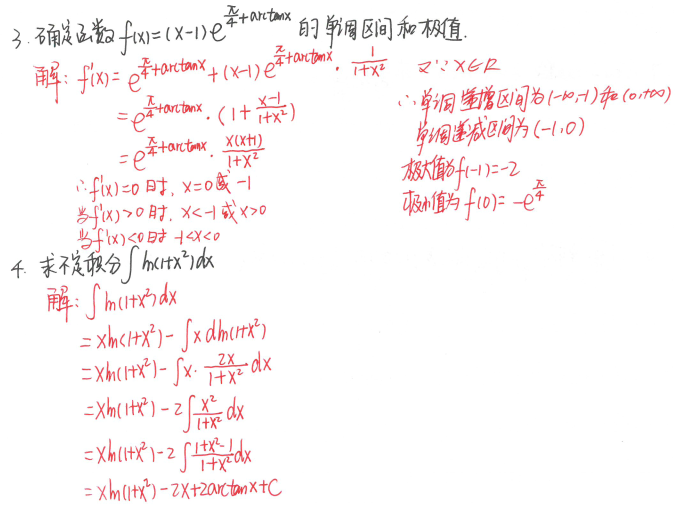 3. 确定函数 f(x)=(x-1)e^{π/4+arctanx} 的单调区间和极值.
解: f'(x)= e^{π/4+arctanx} + (x-1)e^{π/4+arctanx} · 1/(1+x²)
= e^{π/4+arctanx} · (1 + (x-1)/(1+x²))
= e^{π/4+arctanx} · x(x+1)/(1+x²)
∴ f'(x)=0 时, x=0 或 -1
当 f'(x)>0 时, x<-1 或 x>0
当 f'(x)<0 时 -1<x<0
又∵ x∈R
∴ 单调递增区间为 (-∞,-1) 和 (0,+∞)
单调递减区间为 (-1,0)
极大值为 f(-1)=-2
极小值为 f(0)= -e^{π/4}
4. 求不定积分 ∫ln(1+x²)dx
解: ∫ln(1+x²)dx
= xln(1+x²) - ∫x dln(1+x²)
= xln(1+x²) - ∫x· 2x/(1+x²) dx
= xln(1+x²) - 2∫ x²/(1+x²) dx
= xln(1+x²) - 2∫ (1+x²-1)/(1+x²) dx
= xln(1+x²) - 2x + 2arctanx + C